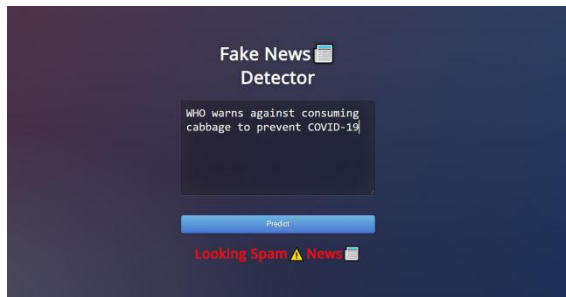 Fake News📰
Detector
WHO warns against consuming
cabbage to prevent COVID-19
Predict
Looking Spam⚠News📰